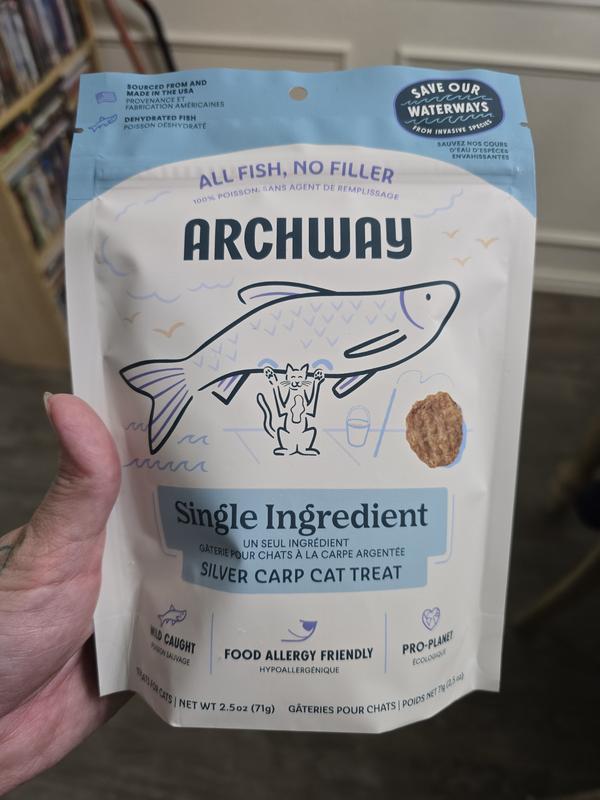 SOURCED FROM AND
MADE IN THE USA
PROVENANCE ET
FABRICATION AMÉRICAINES
DEHYDRATED FISH
POISSON DÉSHYDRATÉ
SAVE OUR
WATERWAYS
FROM INVASIVE SPECIES
SAUVEZ NOS COURS
D'EAU D'ESPÈCES
ENVAHISSANTES
ALL FISH, NO FILLER
100% POISSON, SANS AGENT DE REMPLISSAGE
ARCHWAY
Single Ingredient
UN SEUL INGRÉDIENT
GÂTERIE POUR CHATS À LA CARPE ARGENTÉE
SILVER CARP CAT TREAT
WILD CAUGHT
POISSON SAUVAGE
FOOD ALLERGY FRIENDLY
HYPOALLERGÉNIQUE
PRO-PLANET
ÉCOLOGIQUE
TREATS FOR CATS | NET WT 2.5oz (71g) GÂTERIES POUR CHATS | POIDS NET 71g (2,5 oz)